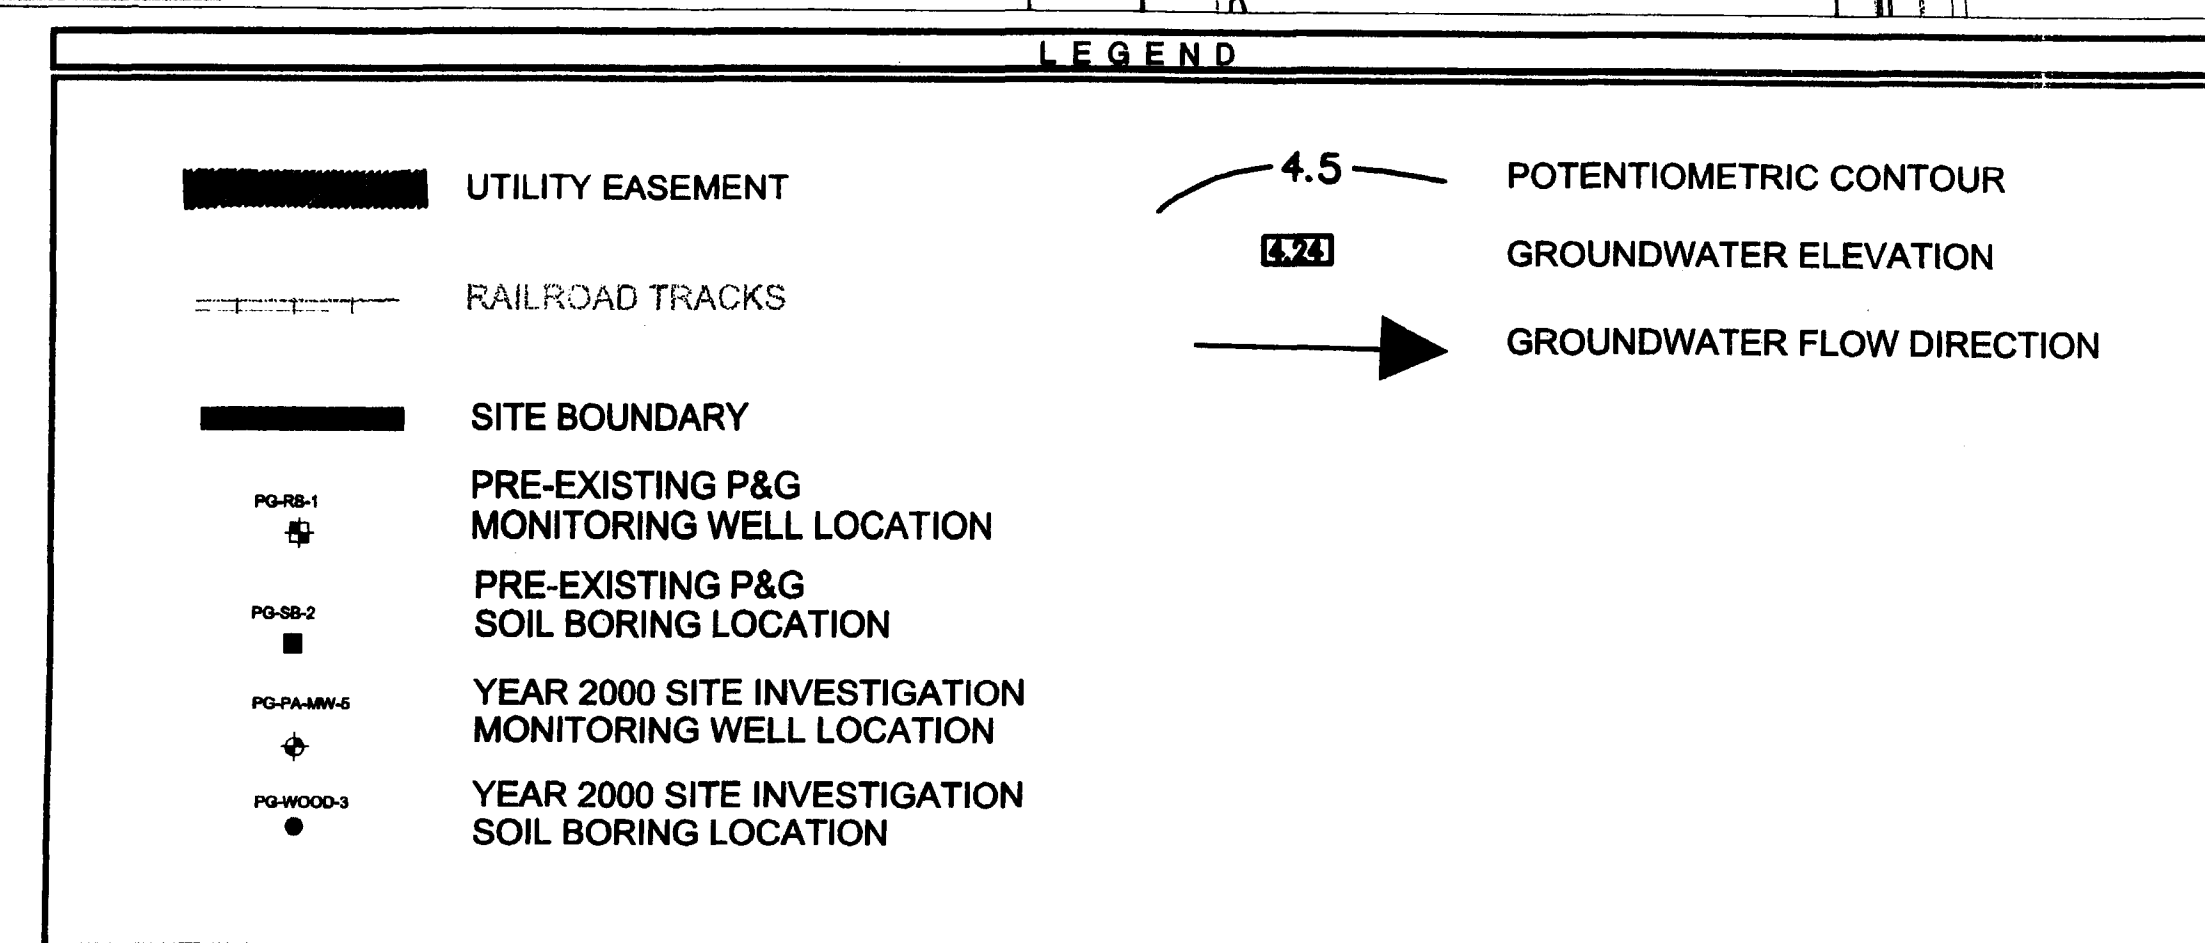 LEGEND
UTILITY EASEMENT
RAILROAD TRACKS
SITE BOUNDARY
PG-RS-1
PRE-EXISTING P&G
MONITORING WELL LOCATION
PG-SB-2
PRE-EXISTING P&G
SOIL BORING LOCATION
PG-PA-MW-5
YEAR 2000 SITE INVESTIGATION
MONITORING WELL LOCATION
PG-WOOD-3
YEAR 2000 SITE INVESTIGATION
SOIL BORING LOCATION
4.5
POTENTIOMETRIC CONTOUR
4.24
GROUNDWATER ELEVATION
GROUNDWATER FLOW DIRECTION